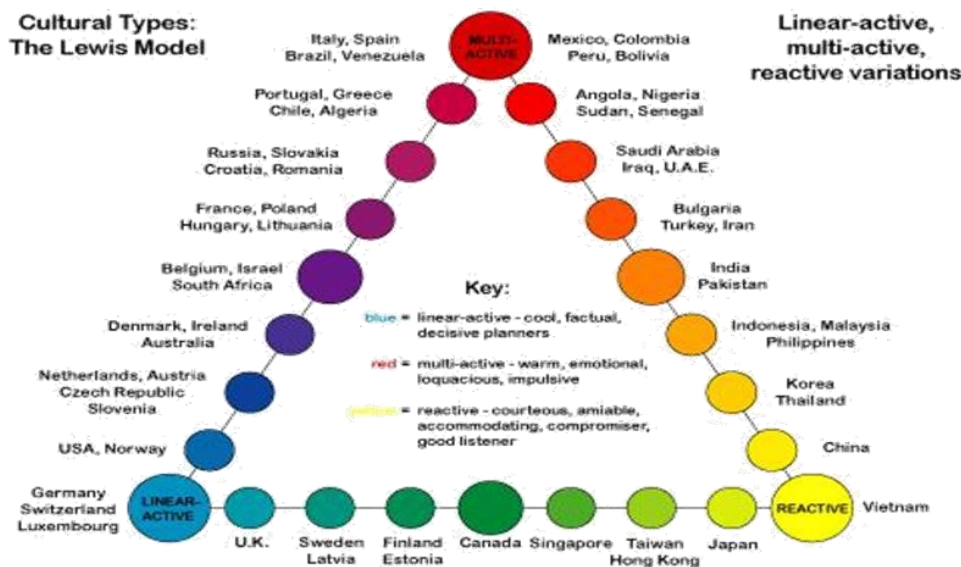 Cultural Types:
The Lewis Model
Linear-active,
multi-active,
reactive variations
MULTI-
ACTIVE
Italy, Spain
Brazil, Venezuela
Mexico, Colombia
Peru, Bolivia
Portugal, Greece
Chile, Algeria
Angola, Nigeria
Sudan, Senegal
Russia, Slovakia
Croatia, Romania
Saudi Arabia
Iraq, U.A.E.
France, Poland
Hungary, Lithuania
Bulgaria
Turkey, Iran
Belgium, Israel
South Africa
India
Pakistan
Key:
blue = linear-active - cool, factual,
decisive planners
red = multi-active - warm, emotional,
loquacious, impulsive
yellow = reactive - courteous, amiable,
accommodating, compromiser,
good listener
Denmark, Ireland
Australia
Indonesia, Malaysia
Philippines
Netherlands, Austria
Czech Republic
Slovenia
Korea
Thailand
USA, Norway
China
Germany
Switzerland
Luxembourg
LINEAR-
ACTIVE
REACTIVE
Vietnam
U.K.
Sweden
Latvia
Finland
Estonia
Canada
Singapore
Taiwan
Hong Kong
Japan